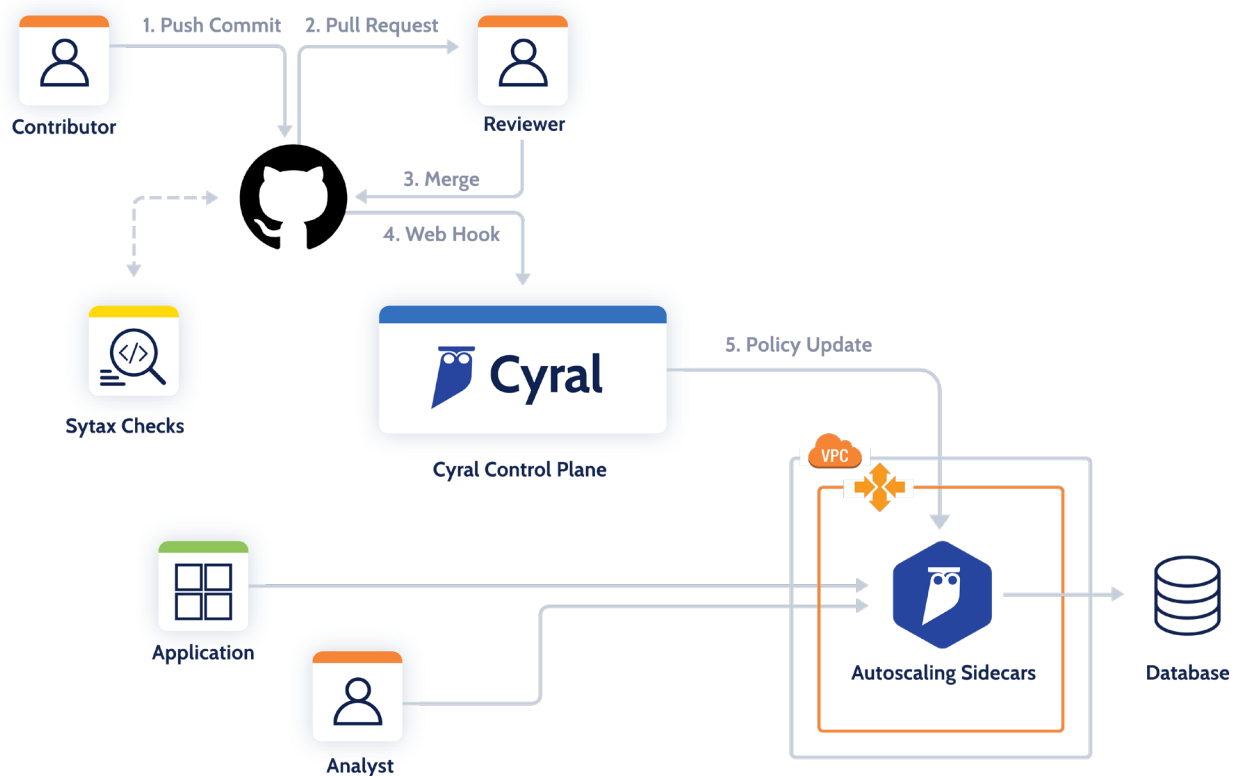 1. Push Commit
2. Pull Request
Contributor
Reviewer
3. Merge
4. Web Hook
</>
Sytax Checks
Cyral
Cyral Control Plane
5. Policy Update
VPC
Application
Analyst
Autoscaling Sidecars
Database